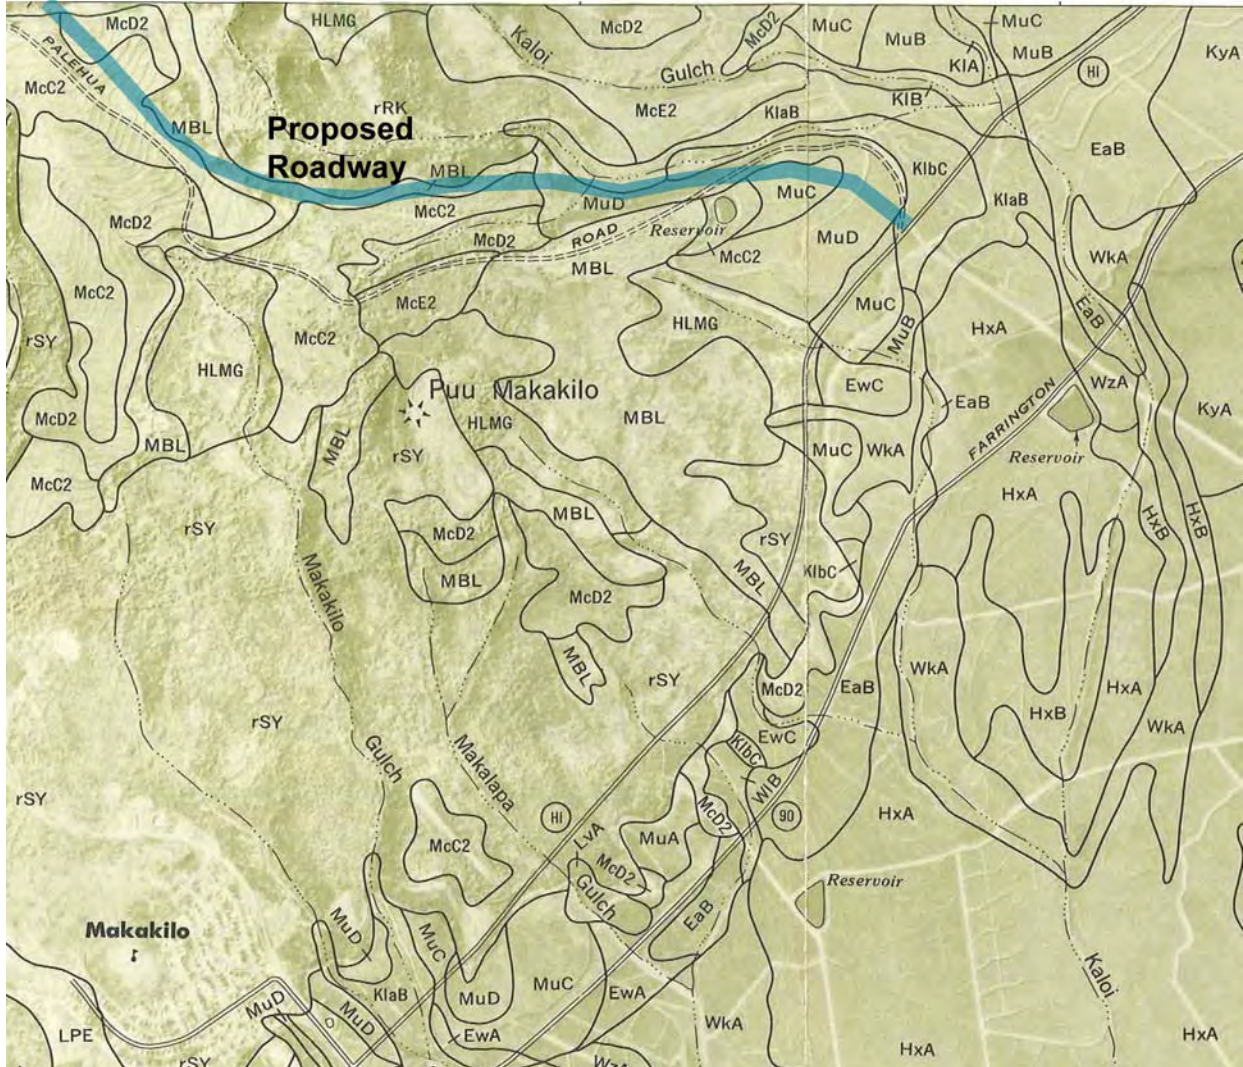 McD2
HLMG
McD2
McD2
MuC
MuC
MuB
KlA
MuB
KyA
PALEHUA
Kaloi
Gulch
HI
McC2
MBL
rRK
McE2
KlaB
KlB
Proposed
Roadway
MBL
EaB
KlbC
McC2
MuD
MuC
KlaB
McD2
McD2
ROAD
Reservoir
MBL
McC2
MuD
WkA
McC2
McE2
MuC
EaB
rSY
McC2
HLMG
HLMG
MuB
HxA
EwC
WzA
Puu Makakilo
EaB
KyA
McD2
MBL
MBL
HLMG
MBL
FARRINGTON
Reservoir
McC2
rSY
MuC
WkA
HxA
HxB
HxB
rSY
McD2
MBL
rSY
MBL
McD2
MBL
KlbC
Makakilo
MBL
rSY
McD2
EaB
WkA
HxB
HxA
WkA
rSY
Gulch
Makalapa
EwC
KlbC
WlB
rSY
HI
LvA
McD2
90
HxA
McC2
MuA
McD2
Gulch
Reservoir
EaB
Makakilo
MuD
MuC
Kaloi
MuD
KlaB
MuD
MuC
EwA
LPE
MuD
EwA
WkA
HxA
rSY
WzA
HxA